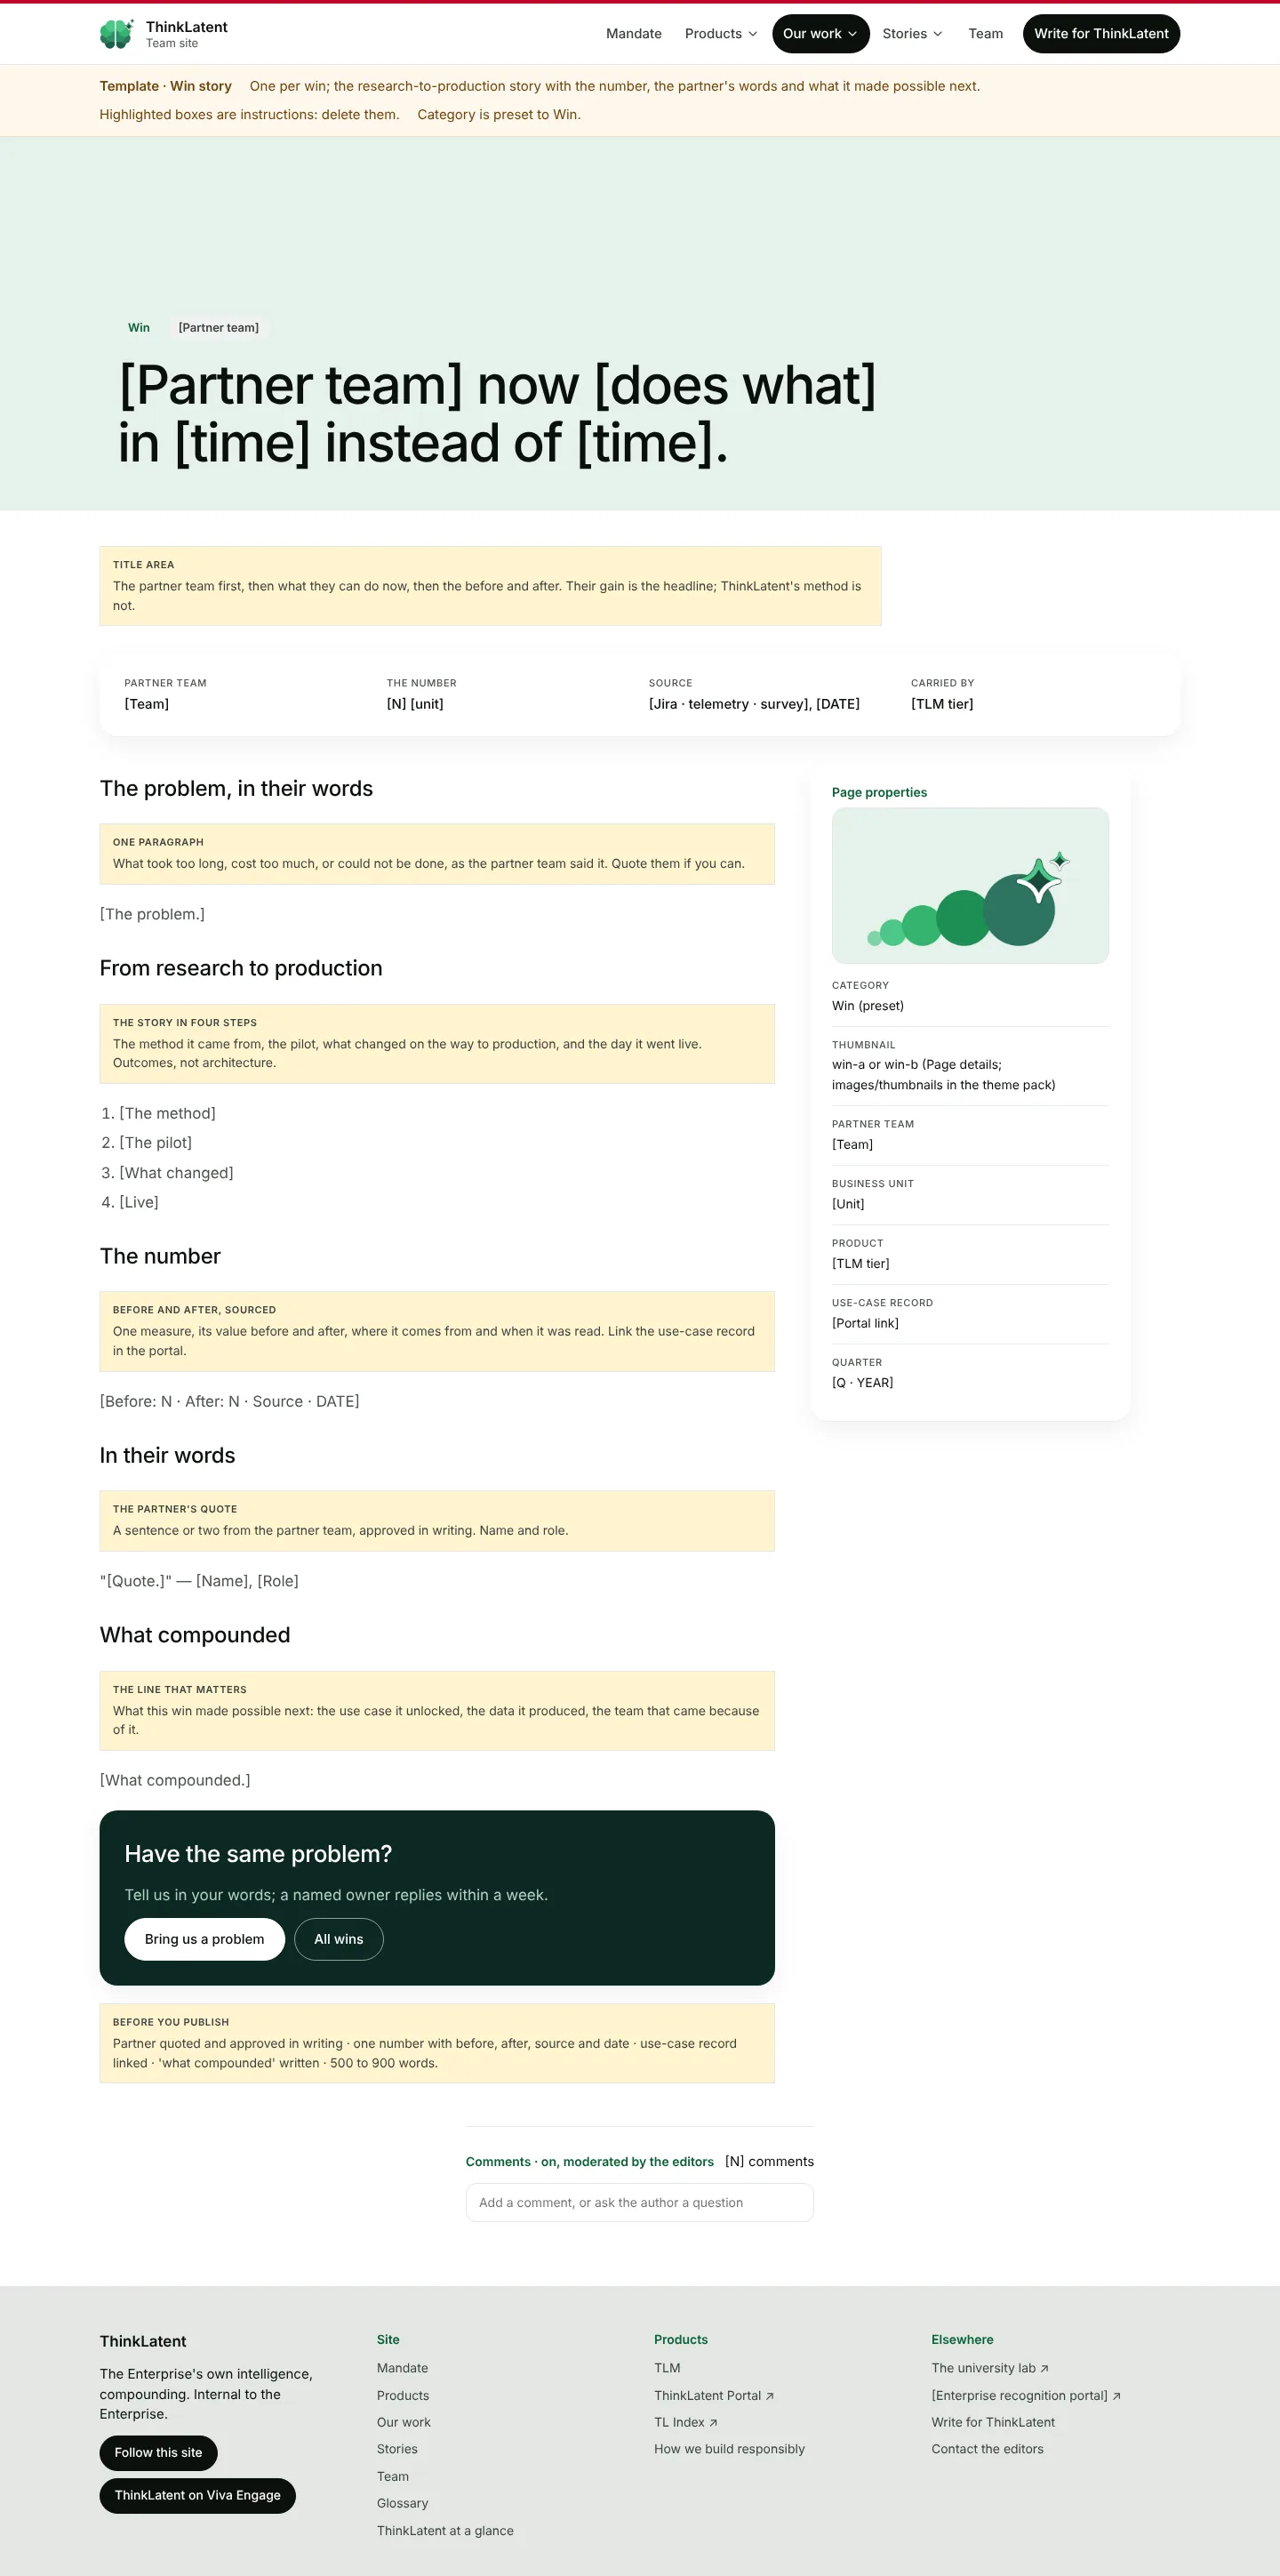 ThinkLatent
Team site
Mandate
Products
Our work
Stories
Team
Write for ThinkLatent
Template · Win story One per win; the research-to-production story with the number, the partner's words and what it made possible next.
Highlighted boxes are instructions: delete them. Category is preset to Win.
Win
[Partner team]
[Partner team] now [does what]
in [time] instead of [time].
TITLE AREA
The partner team first, then what they can do now, then the before and after. Their gain is the headline; ThinkLatent's method is
not.
PARTNER TEAM
[Team]
THE NUMBER
[N] [unit]
SOURCE
[Jira · telemetry · survey], [DATE]
CARRIED BY
[TLM tier]
The problem, in their words
ONE PARAGRAPH
What took too long, cost too much, or could not be done, as the partner team said it. Quote them if you can.
[The problem.]
From research to production
THE STORY IN FOUR STEPS
The method it came from, the pilot, what changed on the way to production, and the day it went live.
Outcomes, not architecture.
1. [The method]
2. [The pilot]
3. [What changed]
4. [Live]
The number
BEFORE AND AFTER, SOURCED
One measure, its value before and after, where it comes from and when it was read. Link the use-case record
in the portal.
[Before: N · After: N · Source · DATE]
In their words
THE PARTNER'S QUOTE
A sentence or two from the partner team, approved in writing. Name and role.
"[Quote.]" — [Name], [Role]
What compounded
THE LINE THAT MATTERS
What this win made possible next: the use case it unlocked, the data it produced, the team that came because
of it.
[What compounded.]
Have the same problem?
Tell us in your words; a named owner replies within a week.
Bring us a problem
All wins
BEFORE YOU PUBLISH
Partner quoted and approved in writing · one number with before, after, source and date · use-case record
linked · 'what compounded' written · 500 to 900 words.
Page properties
CATEGORY
Win (preset)
THUMBNAIL
win-a or win-b (Page details;
images/thumbnails in the theme pack)
PARTNER TEAM
[Team]
BUSINESS UNIT
[Unit]
PRODUCT
[TLM tier]
USE-CASE RECORD
[Portal link]
QUARTER
[Q · YEAR]
Comments · on, moderated by the editors [N] comments
Add a comment, or ask the author a question
ThinkLatent
The Enterprise's own intelligence,
compounding. Internal to the
Enterprise.
Follow this site
ThinkLatent on Viva Engage
Site
Mandate
Products
Our work
Stories
Team
Glossary
ThinkLatent at a glance
Products
TLM
ThinkLatent Portal ↗
TL Index ↗
How we build responsibly
Elsewhere
The university lab ↗
[Enterprise recognition portal] ↗
Write for ThinkLatent
Contact the editors